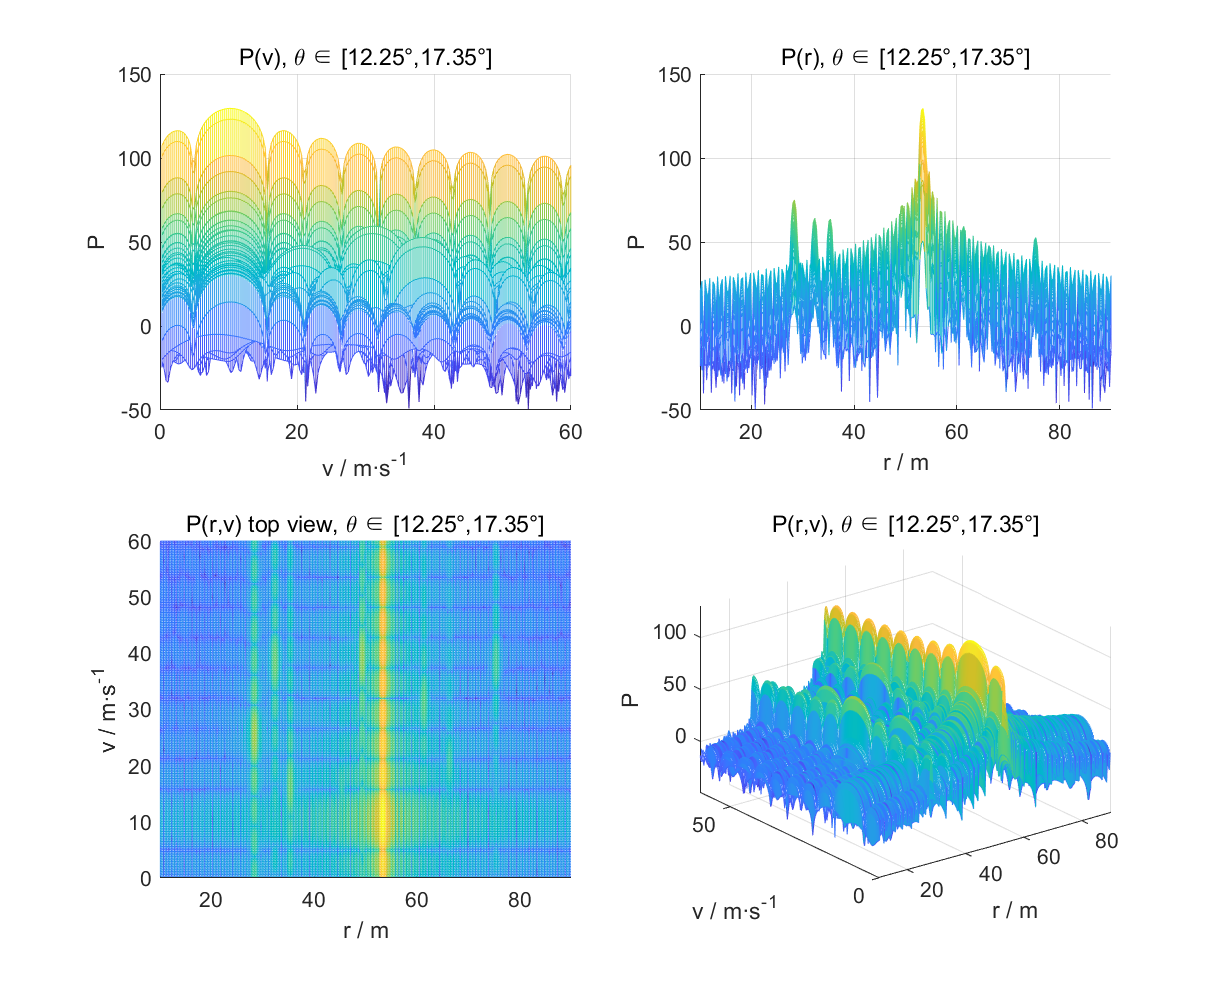 P(v), θ ∈ [12.25°,17.35°]
150
100
50
0
-50
P
0 20 40 60
v / m·s⁻¹
P(r), θ ∈ [12.25°,17.35°]
150
100
50
0
-50
P
20 40 60 80
r / m
P(r,v) top view, θ ∈ [12.25°,17.35°]
60
50
40
30
20
10
0
v / m·s⁻¹
20 40 60 80
r / m
P(r,v), θ ∈ [12.25°,17.35°]
100
50
0
P
50
0
v / m·s⁻¹
20 40 60 80
r / m